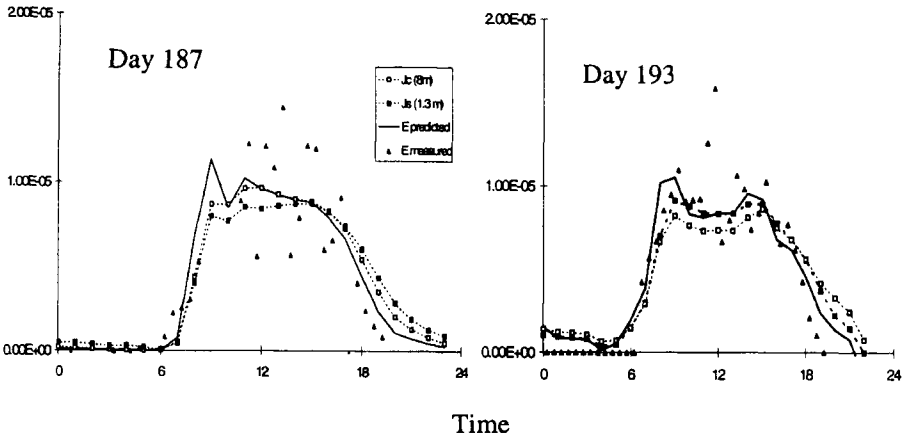 2.00E-05
Day 187
Jc (8m)
Js (1.3 m)
E predicted
E measured
1.00E-05
0.00E+00
0 6 12 18 24
2.00E-05
Day 193
1.00E-05
0.00E+00
0 6 12 18 24
Time